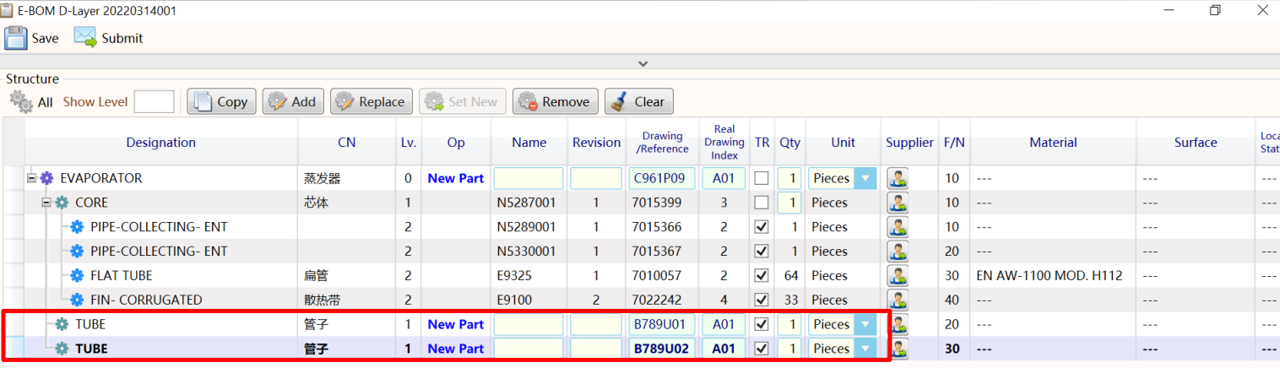 E-BOM D-Layer 20220314001
Save Submit
Structure
All Show Level Copy Add Replace Set New Remove Clear
Designation CN Lv. Op Name Revision Drawing /Reference Real Drawing Index TR Qty Unit Supplier F/N Material Surface Loca Stat
EVAPORATOR 蒸发器 0 New Part C961P09 A01 1 Pieces 10 --- ---
CORE 芯体 1 N5287001 1 7015399 3 1 Pieces 10 --- ---
PIPE-COLLECTING- ENT 2 N5289001 1 7015366 2 1 Pieces 10 --- ---
PIPE-COLLECTING- ENT 2 N5330001 1 7015367 2 1 Pieces 20 --- ---
FLAT TUBE 扁管 2 E9325 1 7010057 2 64 Pieces 30 EN AW-1100 MOD. H112 ---
FIN- CORRUGATED 散热带 2 E9100 2 7022242 4 33 Pieces 40 --- ---
TUBE 管子 1 New Part B789U01 A01 1 Pieces 20 --- ---
TUBE 管子 1 New Part B789U02 A01 1 Pieces 30 --- ---